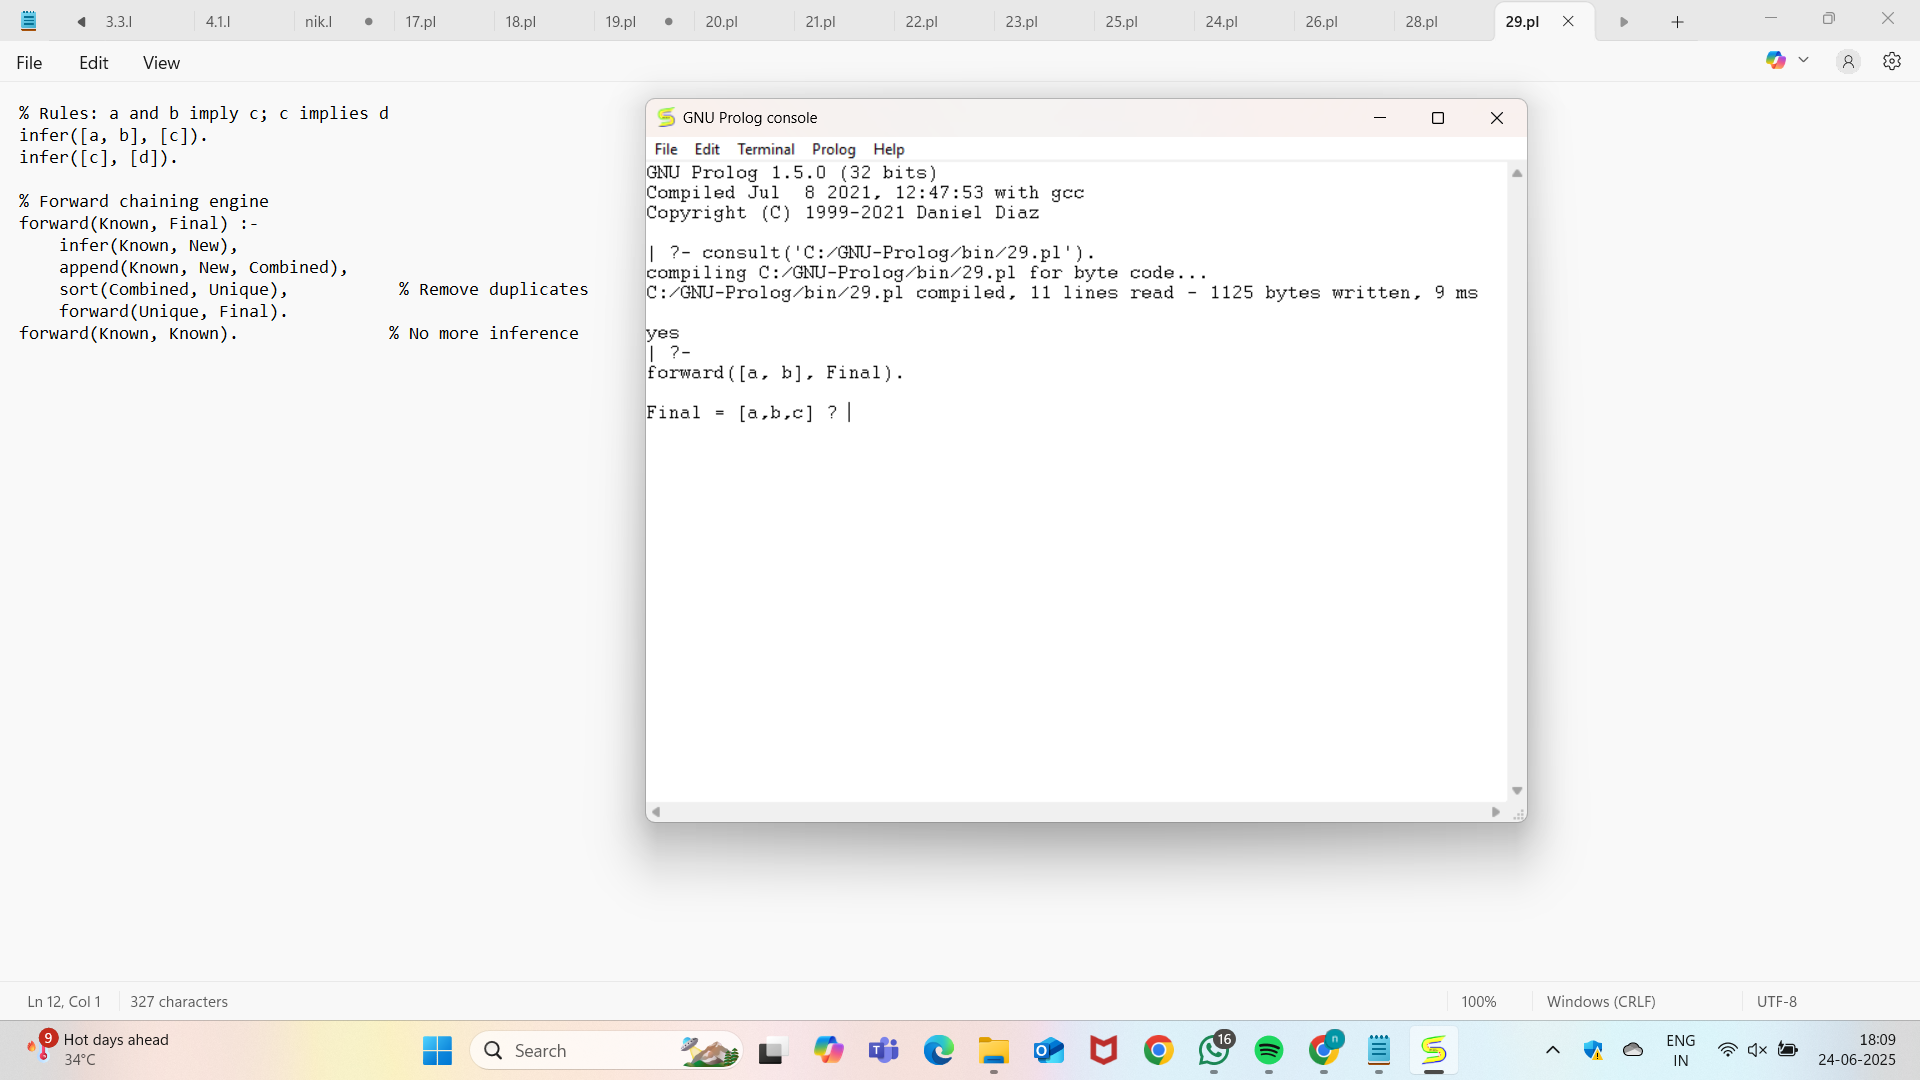 3.3.l 4.1.l nik.l 17.pl 18.pl 19.pl 20.pl 21.pl 22.pl 23.pl 25.pl 24.pl 26.pl 28.pl 29.pl
File Edit View
% Rules: a and b imply c; c implies d
infer([a, b], [c]).
infer([c], [d]).
% Forward chaining engine
forward(Known, Final) :-
    infer(Known, New),
    append(Known, New, Combined),
    sort(Combined, Unique),           % Remove duplicates
    forward(Unique, Final).
forward(Known, Known).               % No more inference
GNU Prolog console
File Edit Terminal Prolog Help
GNU Prolog 1.5.0 (32 bits)
Compiled Jul  8 2021, 12:47:53 with gcc
Copyright (C) 1999-2021 Daniel Diaz
| ?- consult('C:/GNU-Prolog/bin/29.pl').
compiling C:/GNU-Prolog/bin/29.pl for byte code...
C:/GNU-Prolog/bin/29.pl compiled, 11 lines read - 1125 bytes written, 9 ms
yes
| ?-
forward([a, b], Final).
Final = [a,b,c] ?
Ln 12, Col 1 327 characters 100% Windows (CRLF) UTF-8
9 Hot days ahead
34°C
Search
16
n
ENG
IN
18:09
24-06-2025